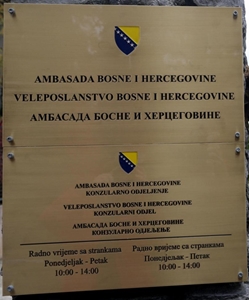 AMBASADA BOSNE I HERCEGOVINE
VELEPOSLANSTVO BOSNE I HERCEGOVINE
АМБАСАДА БОСНЕ И ХЕРЦЕГОВИНЕ
AMBASADA BOSNE I HERCEGOVINE
KONZULARNO ODJELJENJE
VELEPOSLANSTVO BOSNE I HERCEGOVINE
KONZULARNI ODJEL
АМБАСАДА БОСНЕ И ХЕРЦЕГОВИНЕ
КОНЗУЛАРНО ОДЈЕЉЕЊЕ
Radno vrijeme sa strankama
Ponedjeljak - Petak
10:00 - 14:00
Радно вријеме са странкама
Понедјељак - Петак
10:00 - 14:00